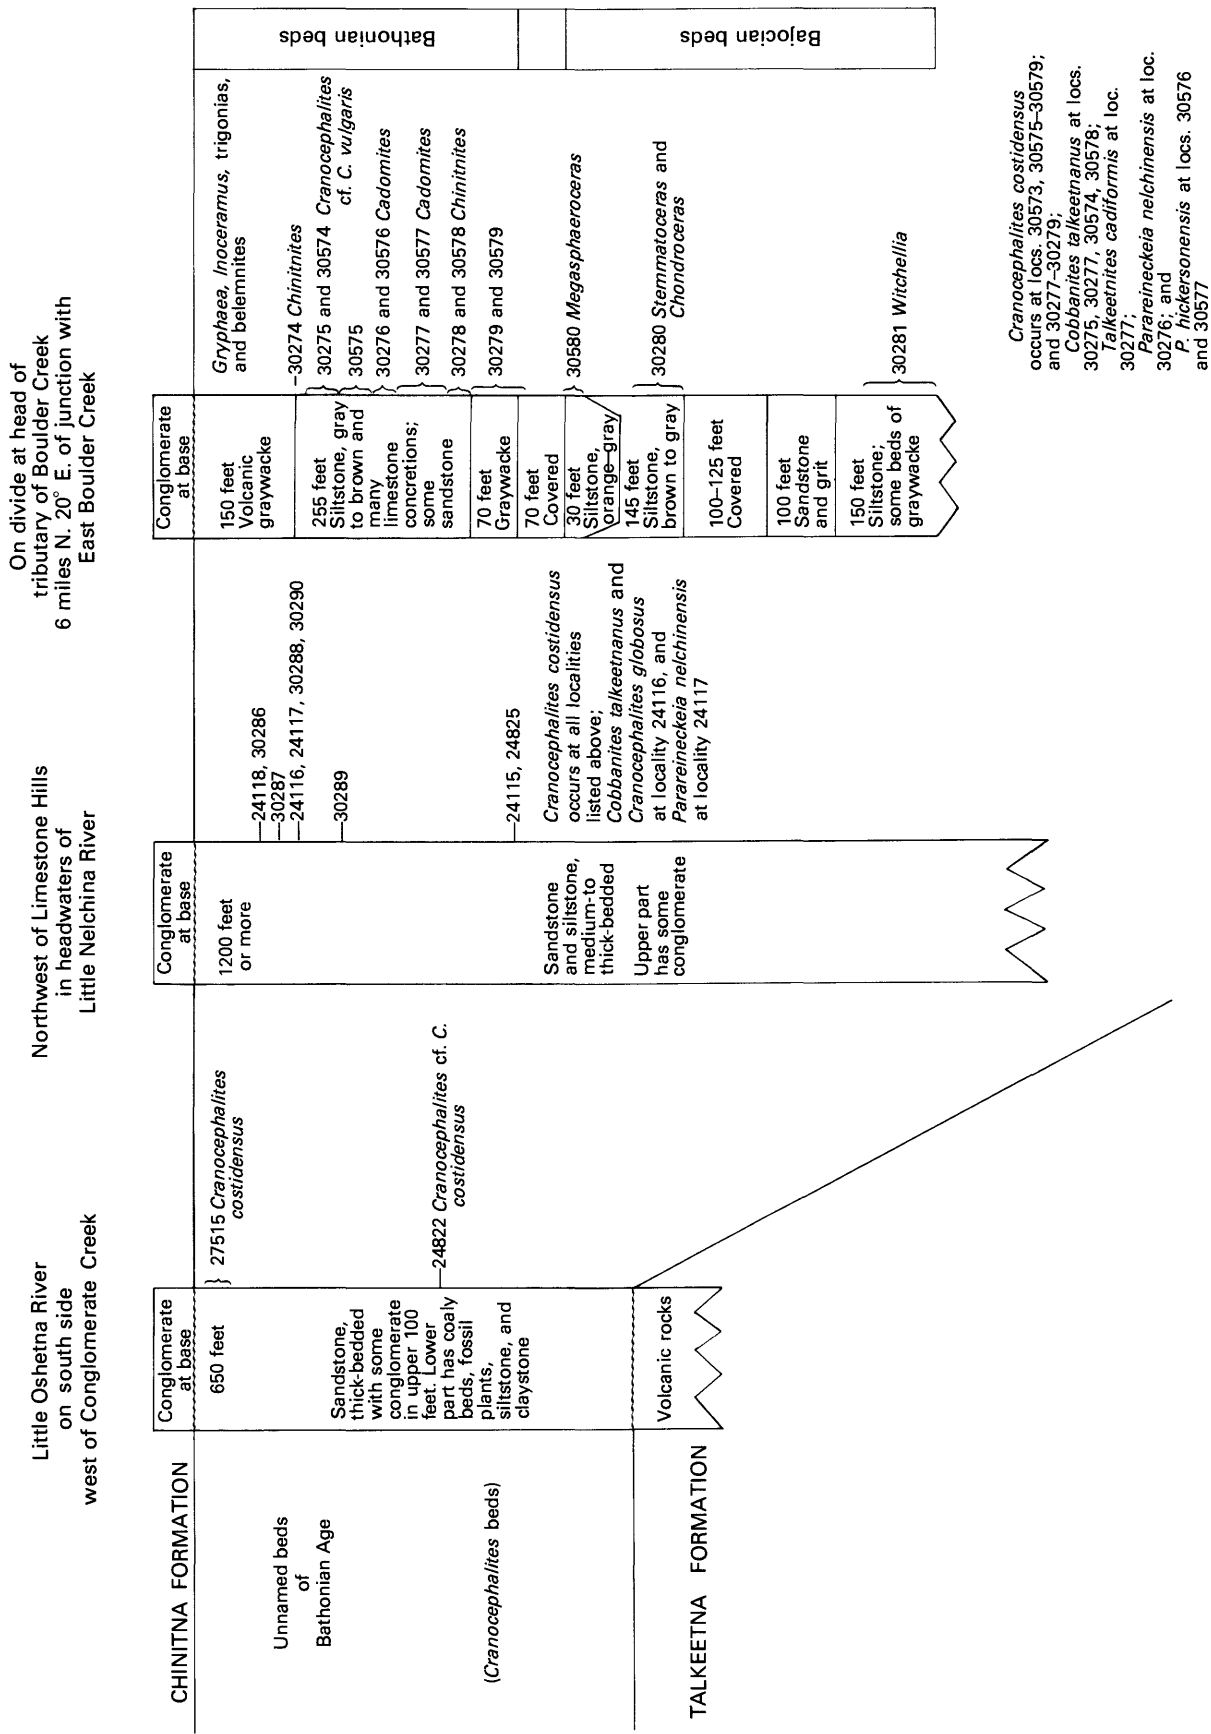 Little Oshetna River
on south side
west of Conglomerate Creek
Northwest of Limestone Hills
in headwaters of
Little Nelchina River
On divide at head of
tributary of Boulder Creek
6 miles N. 20° E. of junction with
East Boulder Creek
CHINITNA FORMATION
Unnamed beds
of
Bathonian Age
(Cranocephalites beds)
TALKEETNA FORMATION
Conglomerate
at base
650 feet
Sandstone,
thick-bedded
with some
conglomerate
in upper 100
feet. Lower
part has coaly
beds, fossil
plants,
siltstone, and
claystone
Volcanic rocks
27515 Cranocephalites
costidensus
24822 Cranocephalites cf. C.
costidensus
Conglomerate
at base
1200 feet
or more
Sandstone
and siltstone,
medium-to
thick-bedded
Upper part
has some
conglomerate
24118, 30286
30287
24116, 24117, 30288, 30290
30289
24115, 24825
Cranocephalites costidensus
occurs at all localities
listed above;
Cobbanites talkeetnanus and
Cranocephalites globosus
at locality 24116, and
Parareineckeia nelchinensis
at locality 24117
Conglomerate
at base
150 feet
Volcanic
graywacke
255 feet
Siltstone, gray
to brown and
many
limestone
concretions;
some
sandstone
70 feet
Graywacke
70 feet
Covered
30 feet
Siltstone,
orange-gray
145 feet
Siltstone,
brown to gray
100–125 feet
Covered
100 feet
Sandstone
and grit
150 feet
Siltstone;
some beds of
graywacke
Gryphaea, Inoceramus, trigonias,
and belemnites
30274 Chinitnites
30275 and 30574 Cranocephalites
cf. C. vulgaris
30575
30276 and 30576 Cadomites
30277 and 30577 Cadomites
30278 and 30578 Chinitnites
30279 and 30579
30580 Megasphaeroceras
30280 Stemmatoceras and
Chondroceras
30281 Witchellia
Bathonian beds
Bajocian beds
Cranocephalites costidensus
occurs at locs. 30573, 30575–30579;
and 30277–30279;
Cobbanites talkeetnanus at locs.
30275, 30277, 30574, 30578;
Talkeetnites cadiformis at loc.
30277;
Parareineckeia nelchinensis at loc.
30276; and
P. hickersonensis at locs. 30576
and 30577